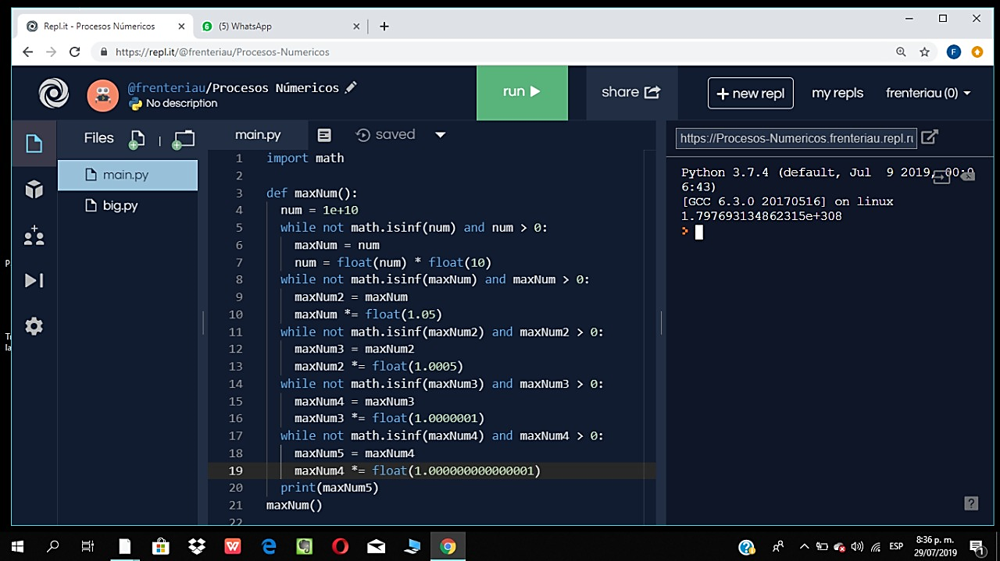 Repl.it - Procesos Númericos
6 (5) WhatsApp
https://repl.it/@frenteriau/Procesos-Numericos
F
@frenteriau/Procesos Númericos
No description
run
share
+ new repl
my repls
frenteriau (0)
Files
main.py
big.py
main.py
saved
1 import math
2
3 def maxNum():
4 num = 1e+10
5 while not math.isinf(num) and num > 0:
6 maxNum = num
7 num = float(num) * float(10)
8 while not math.isinf(maxNum) and maxNum > 0:
9 maxNum2 = maxNum
10 maxNum *= float(1.05)
11 while not math.isinf(maxNum2) and maxNum2 > 0:
12 maxNum3 = maxNum2
13 maxNum2 *= float(1.0005)
14 while not math.isinf(maxNum3) and maxNum3 > 0:
15 maxNum4 = maxNum3
16 maxNum3 *= float(1.0000001)
17 while not math.isinf(maxNum4) and maxNum4 > 0:
18 maxNum5 = maxNum4
19 maxNum4 *= float(1.000000000000001)
20 print(maxNum5)
21 maxNum()
22
https://Procesos-Numericos.frenteriau.repl.ru
Python 3.7.4 (default, Jul 9 2019, 00:0
6:43)
[GCC 6.3.0 20170516] on linux
1.797693134862315e+308
>
?
P
T
la
W
ESP
8:36 p. m.
29/07/2019
1